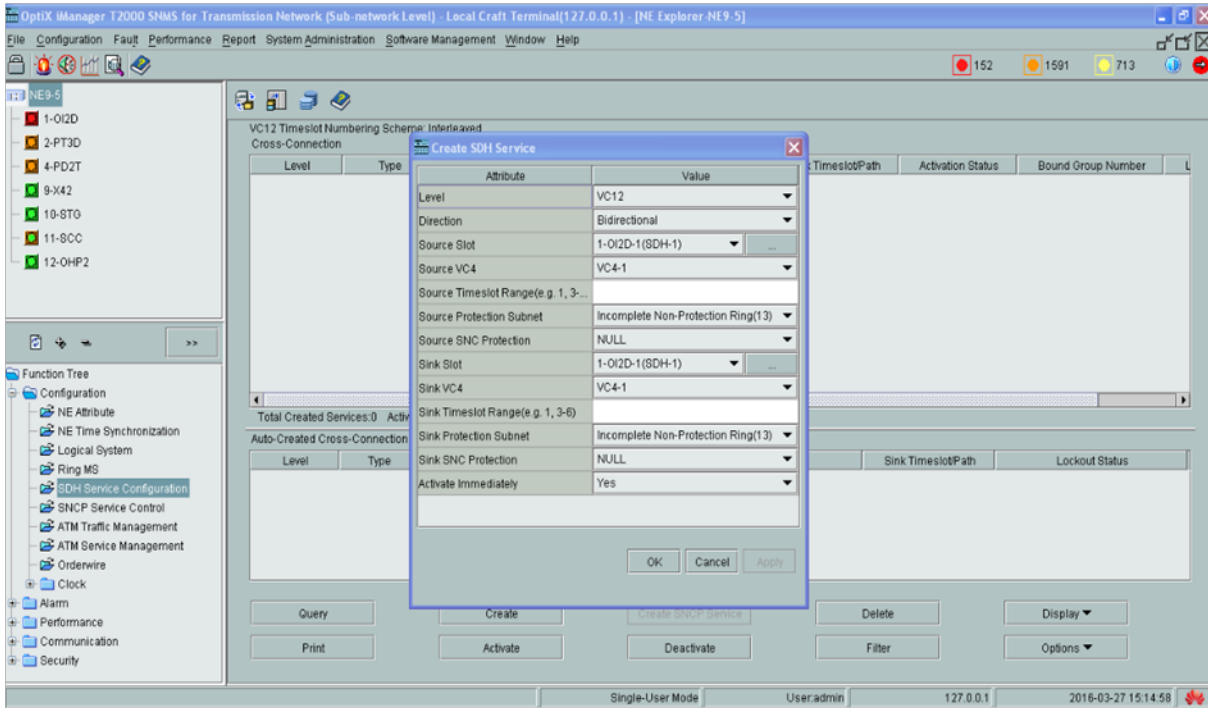 OptiX iManager T2000 SNMS for Transmission Network (Sub-network Level) - Local Craft Terminal(127.0.0.1) - [NE Explorer-NE9-5]
File Configuration Fault Performance Report System Administration Software Management Window Help
152 1591 713
NE9-5
1-OI2D
2-PT3D
4-PD2T
9-X42
10-STG
11-SCC
12-OHP2
>>
Function Tree
Configuration
NE Attribute
NE Time Synchronization
Logical System
Ring MS
SDH Service Configuration
SNCP Service Control
ATM Traffic Management
ATM Service Management
Orderwire
Clock
Alarm
Performance
Communication
Security
VC12 Timeslot Numbering Scheme: Interleaved
Cross-Connection
Level Type Timeslot/Path Activation Status Bound Group Number L
Create SDH Service
Attribute Value
Level VC12
Direction Bidirectional
Source Slot 1-OI2D-1(SDH-1) ...
Source VC4 VC4-1
Source Timeslot Range(e.g. 1, 3-...
Source Protection Subnet Incomplete Non-Protection Ring(13)
Source SNC Protection NULL
Sink Slot 1-OI2D-1(SDH-1) ...
Sink VC4 VC4-1
Sink Timeslot Range(e.g. 1, 3-6)
Sink Protection Subnet Incomplete Non-Protection Ring(13)
Sink SNC Protection NULL
Activate Immediately Yes
OK Cancel Apply
Total Created Services:0 Activ
Auto-Created Cross-Connection
Level Type Sink Timeslot/Path Lockout Status
Query Create Create SNCP Service Delete Display
Print Activate Deactivate Filter Options
Single-User Mode User:admin 127.0.0.1 2016-03-27 15:14:58